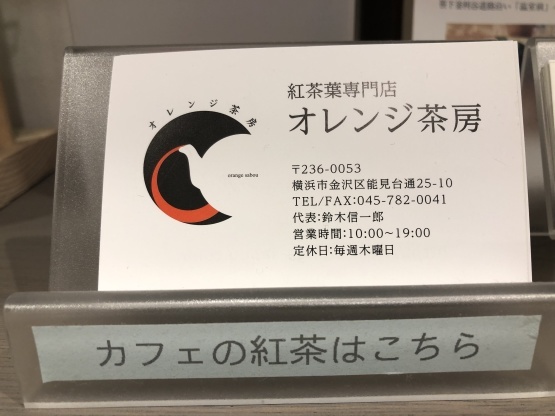 オレンジ茶房
orange sabou
紅茶葉専門店
オレンジ茶房
〒236-0053
横浜市金沢区能見台通25-10
TEL/FAX:045-782-0041
代表:鈴木信一郎
営業時間:10:00~19:00
定休日:毎週木曜日
カフェの紅茶はこちら